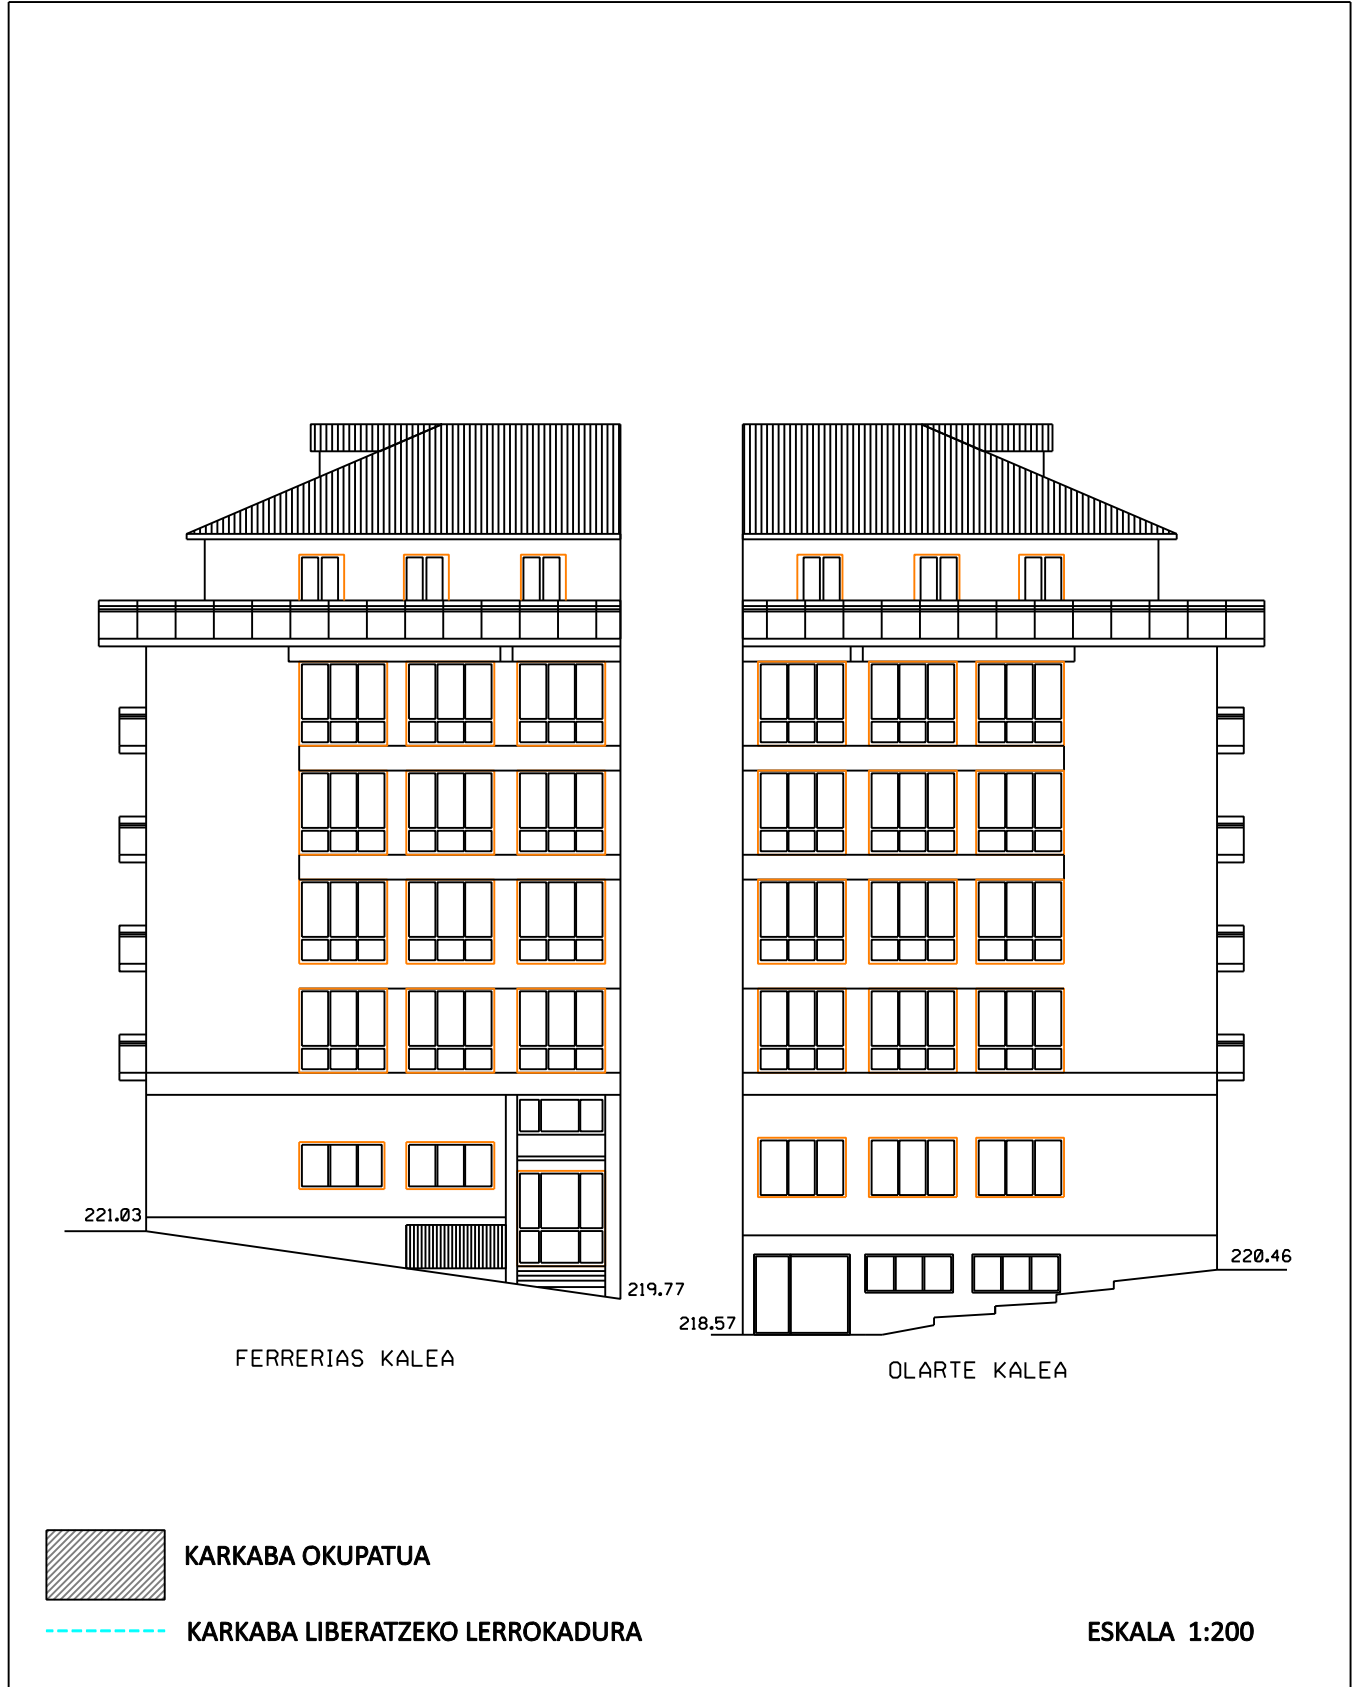 221.03
219.77
218.57
220.46
FERRERIAS KALEA
OLARTE KALEA
KARKABA OKUPATUA
KARKABA LIBERATZEKO LERROKADURA
ESKALA 1:200